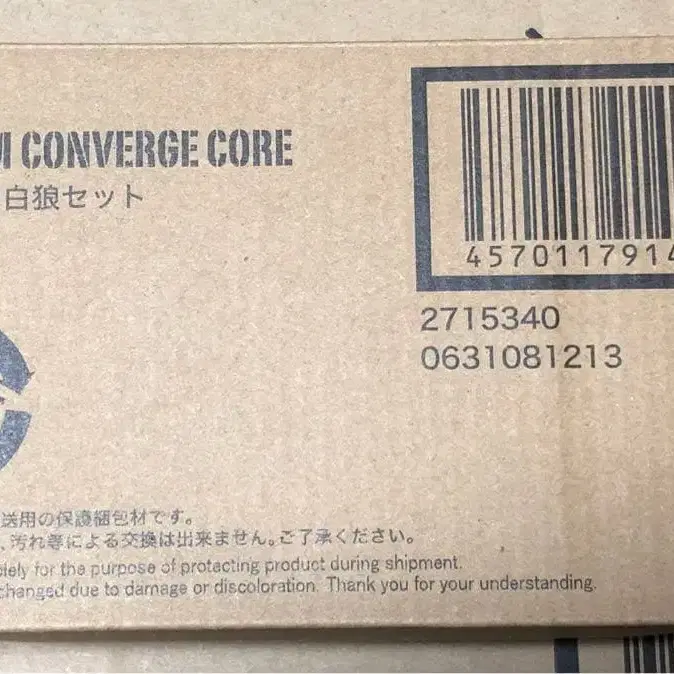 M CONVERGE CORE
白狼セット
457011791
2715340
0631081213
送用の保護梱包材です。
、汚れ等による交換は出来ません。ご了承ください。
for the purpose of protecting product during shipment.
changed due to damage or discoloration. Thank you for your understanding.